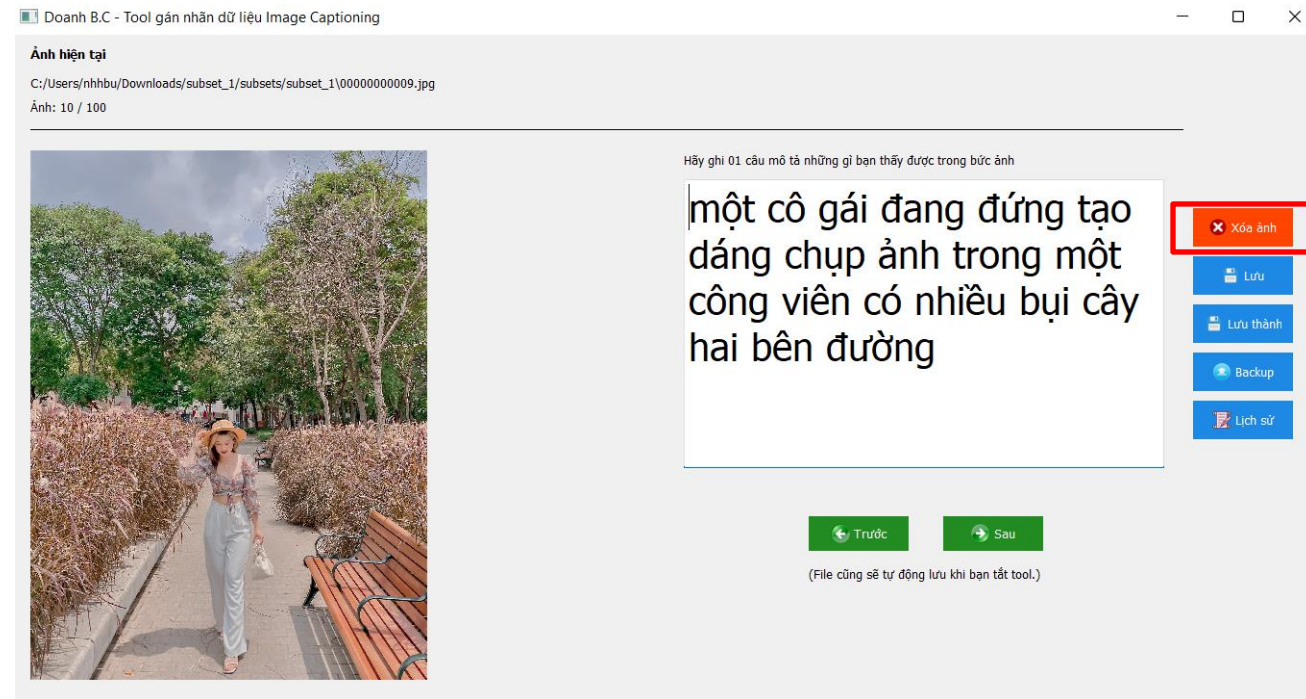 Doanh B.C - Tool gán nhãn dữ liệu Image Captioning
Ảnh hiện tại
C:/Users/nhhbu/Downloads/subset_1/subsets/subset_1\00000000009.jpg
Ảnh: 10 / 100
Hãy ghi 01 câu mô tả những gì bạn thấy được trong bức ảnh
một cô gái đang đứng tạo
dáng chụp ảnh trong một
công viên có nhiều bụi cây
hai bên đường
Xóa ảnh
Lưu
Lưu thành
Backup
Lịch sử
Trước
Sau
(File cũng sẽ tự động lưu khi bạn tắt tool.)